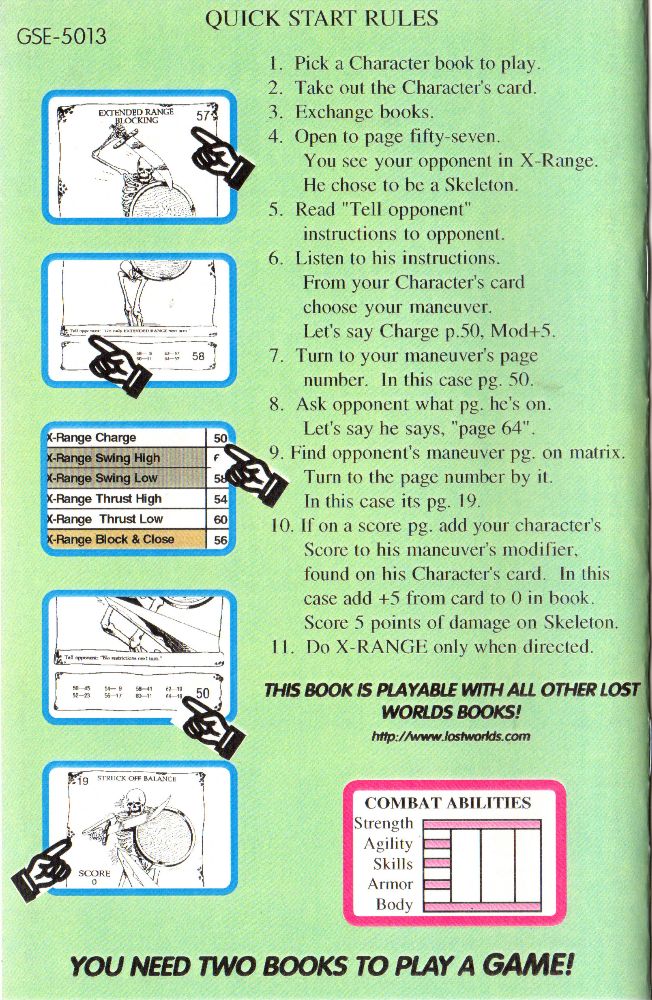 QUICK START RULES
GSE-5013
1. Pick a Character book to play.
2. Take out the Character's card.
3. Exchange books.
4. Open to page fifty-seven.
You see your opponent in X-Range.
He chose to be a Skeleton.
5. Read "Tell opponent"
instructions to opponent.
6. Listen to his instructions.
From your Character's card
choose your maneuver.
Let's say Charge p.50, Mod+5.
7. Turn to your maneuver's page
number. In this case pg. 50.
8. Ask opponent what pg. he's on.
Let's say he says, "page 64".
9. Find opponent's maneuver pg. on matrix.
Turn to the page number by it.
In this case its pg. 19.
10. If on a score pg. add your character's
Score to his maneuver's modifier,
found on his Character's card. In this
case add +5 from card to 0 in book.
Score 5 points of damage on Skeleton.
11. Do X-RANGE only when directed.
THIS BOOK IS PLAYABLE WITH ALL OTHER LOST
WORLDS BOOKS!
http://www.lostworlds.com
EXTENDED RANGE
BLOCKING
57
58
X-Range Charge 50
X-Range Swing High
X-Range Swing Low 58
X-Range Thrust High 54
X-Range Thrust Low 60
X-Range Block & Close 56
Tell opponent: "No restrictions next turn."
50
19 STRUCK OFF BALANCE
SCORE
0
COMBAT ABILITIES
Strength
Agility
Skills
Armor
Body
YOU NEED TWO BOOKS TO PLAY A GAME!